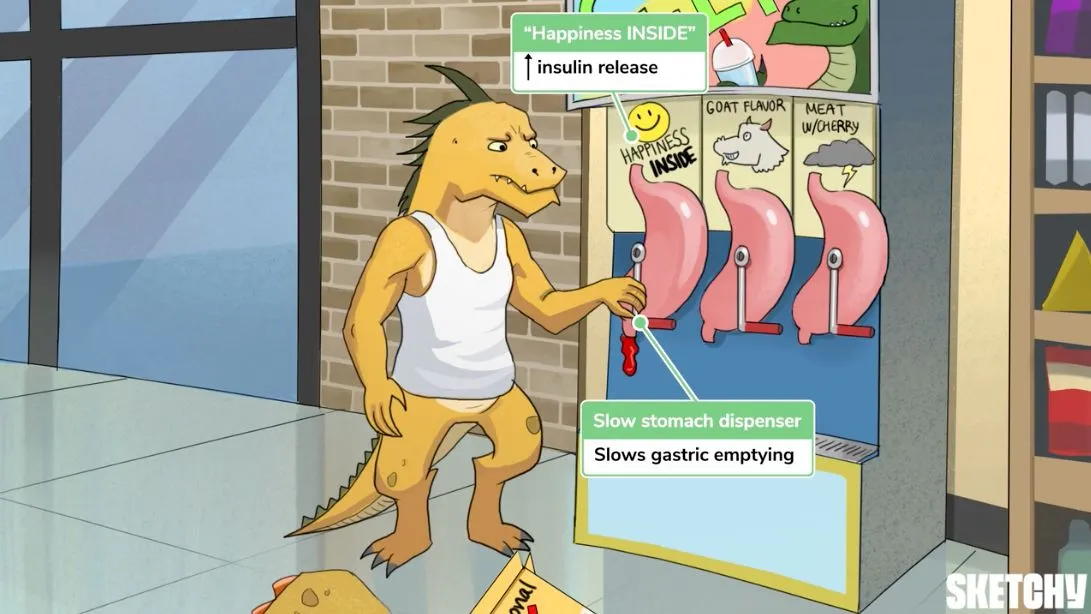 “Happiness INSIDE”
↑ insulin release
HAPPINESS
INSIDE
GOAT FLAVOR
MEAT
W/CHERRY
Slow stomach dispenser
Slows gastric emptying
SKETCHY